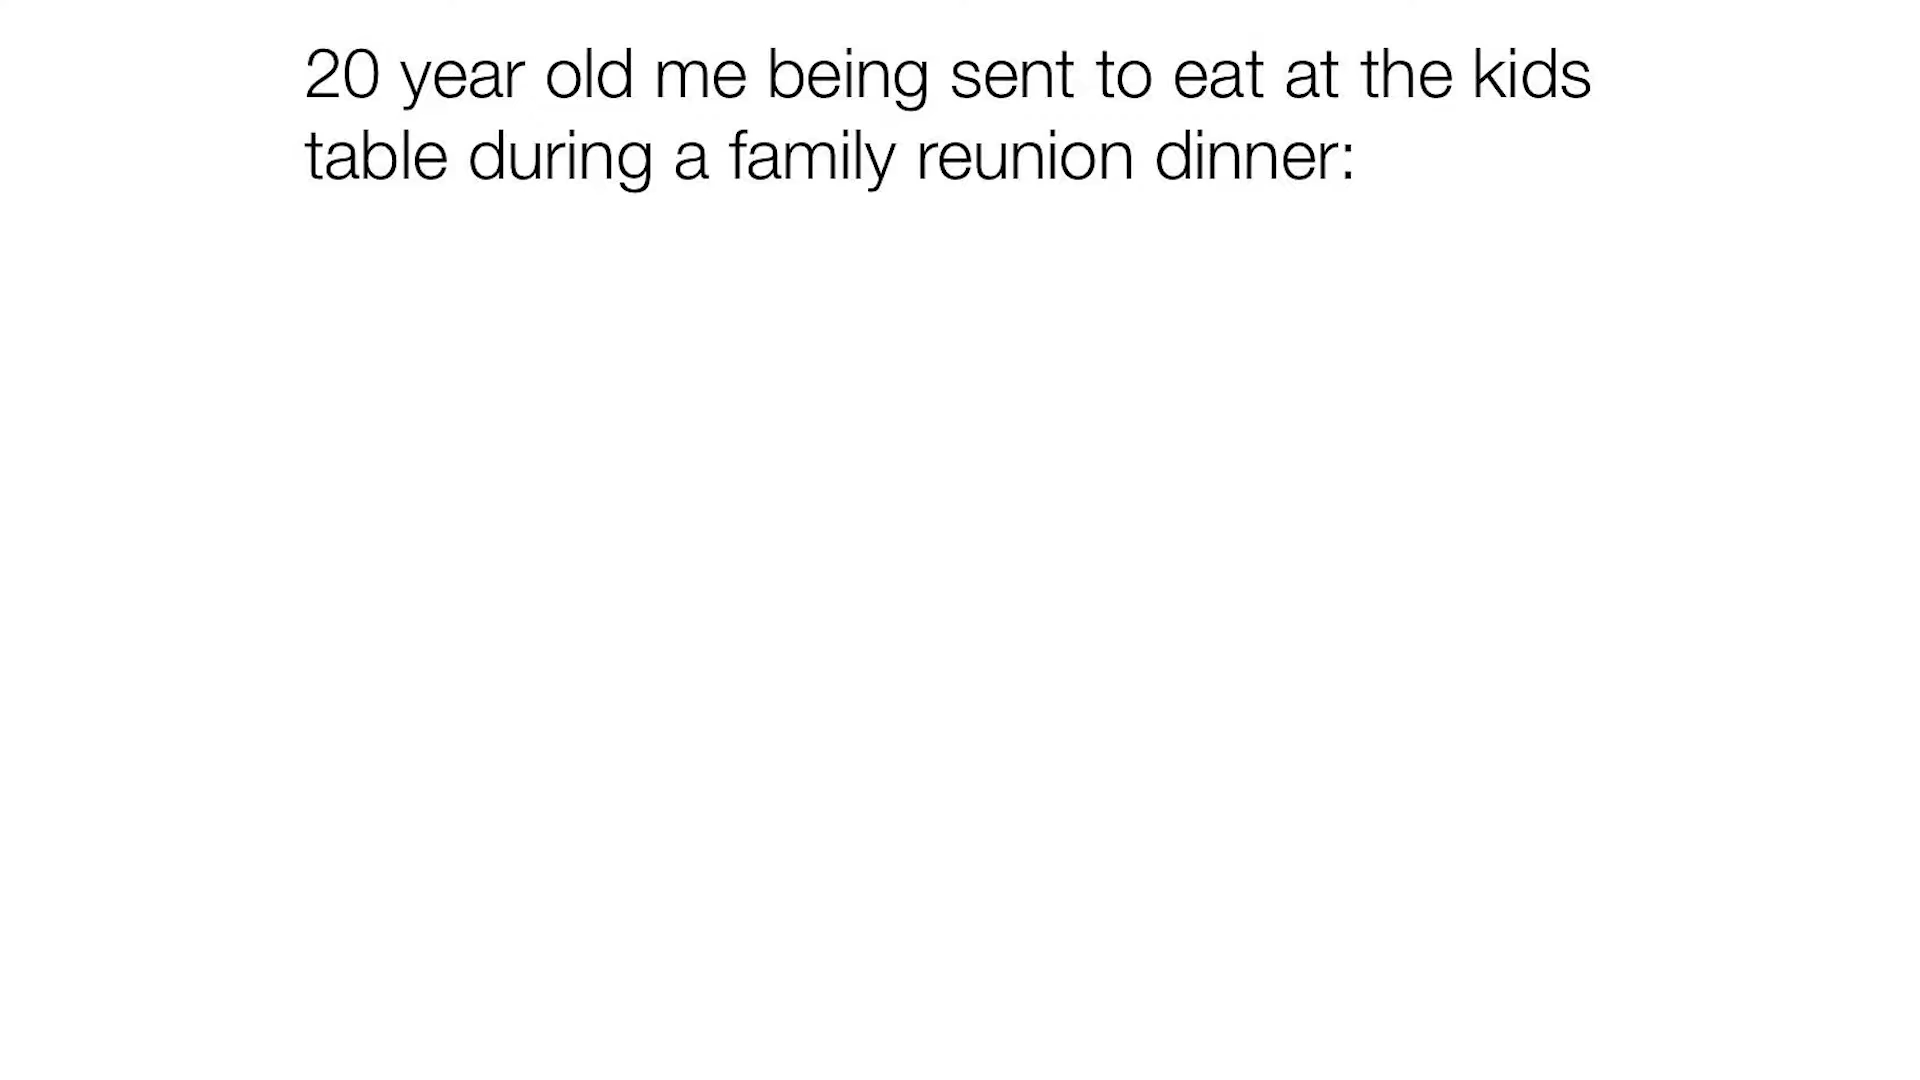 20 year old me being sent to eat at the kids
table during a family reunion dinner: